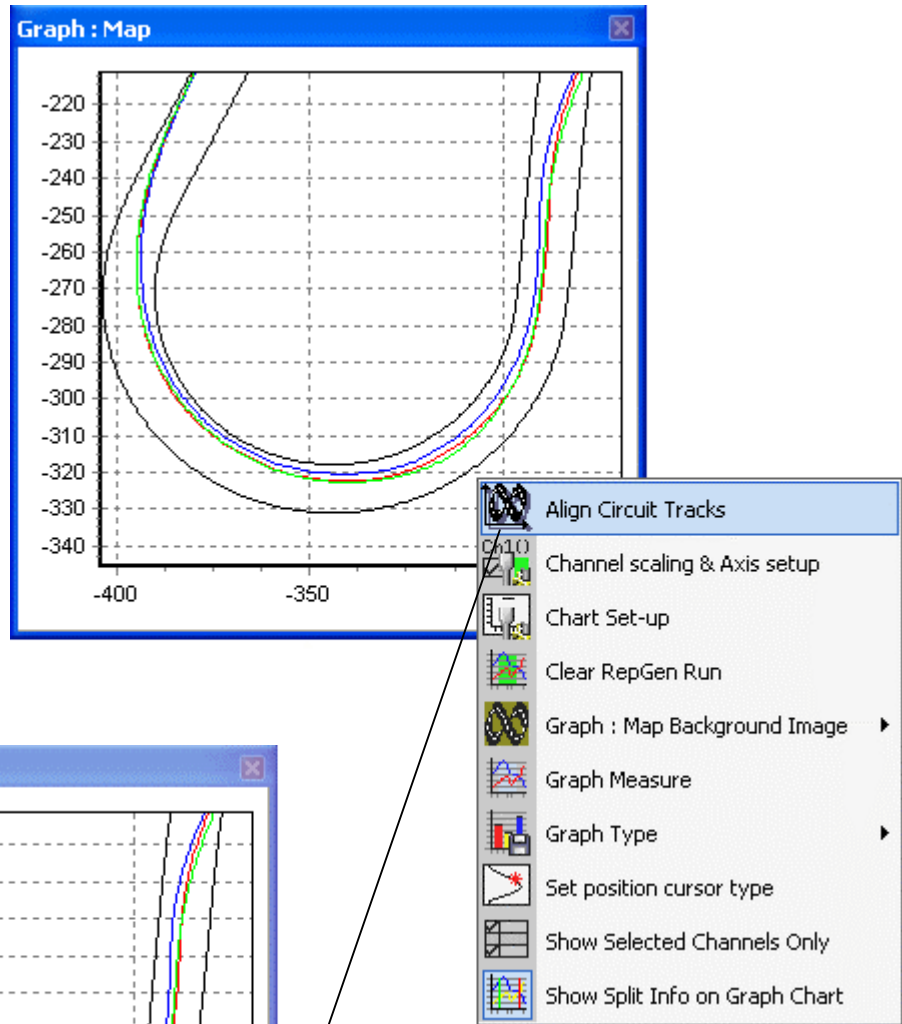 Graph : Map
-220
-230
-240
-250
-260
-270
-280
-290
-300
-310
-320
-330
-340
-400
-350
Align Circuit Tracks
Ch10
Channel scaling & Axis setup
Chart Set-up
Clear RepGen Run
Graph : Map Background Image
Graph Measure
Graph Type
Set position cursor type
Show Selected Channels Only
Show Split Info on Graph Chart